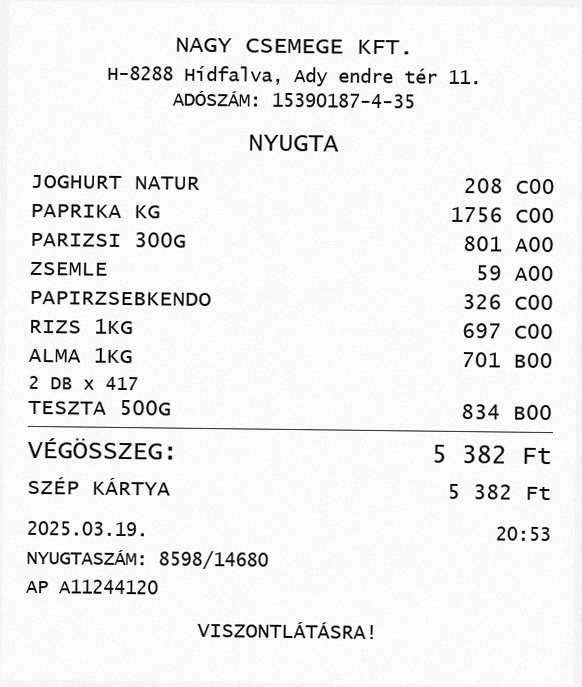 NAGY CSEMEGE KFT.
H-8288 Hídfalva, Ady endre tér 11.
ADÓSZÁM: 15390187-4-35
NYUGTA
JOGHURT NATUR 208 C00
PAPRIKA KG 1756 C00
PARIZSI 300G 801 A00
ZSEMLE 59 A00
PAPIRZSEBKENDO 326 C00
RIZS 1KG 697 C00
ALMA 1KG 701 B00
2 DB x 417
TESZTA 500G 834 B00
VÉGÖSSZEG: 5 382 Ft
SZÉP KÁRTYA 5 382 Ft
2025.03.19. 20:53
NYUGTASZÁM: 8598/14680
AP A11244120
VISZONTLÁTÁSRA!